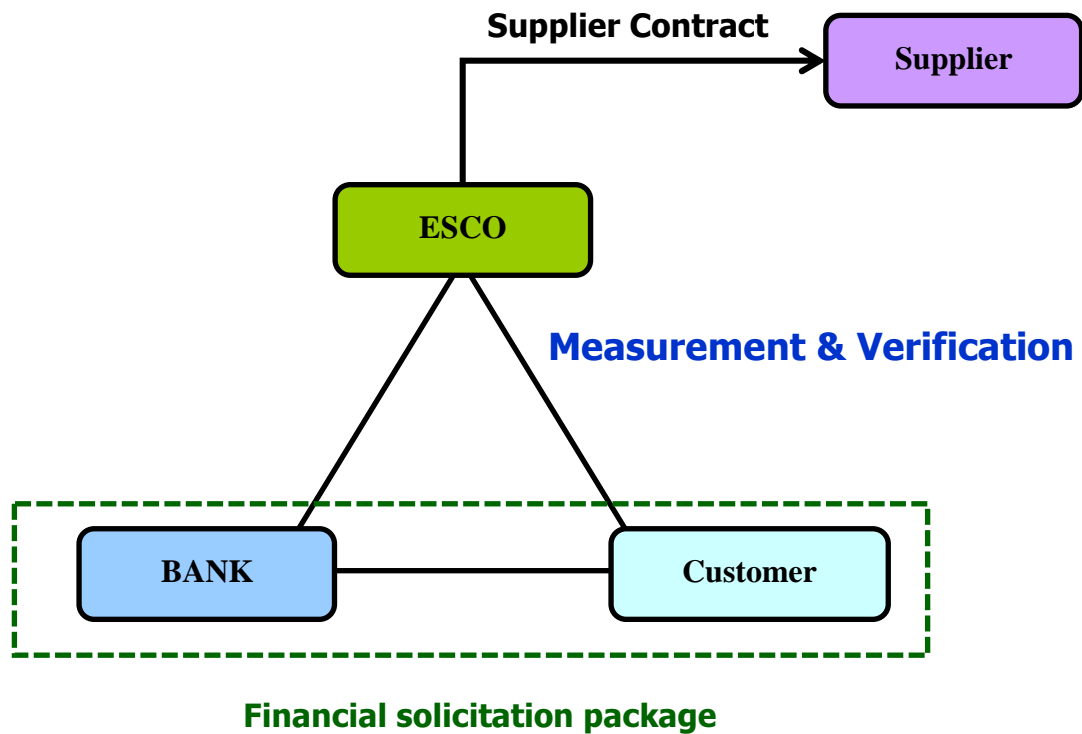 Supplier Contract
Supplier
ESCO
Measurement & Verification
BANK
Customer
Financial solicitation package